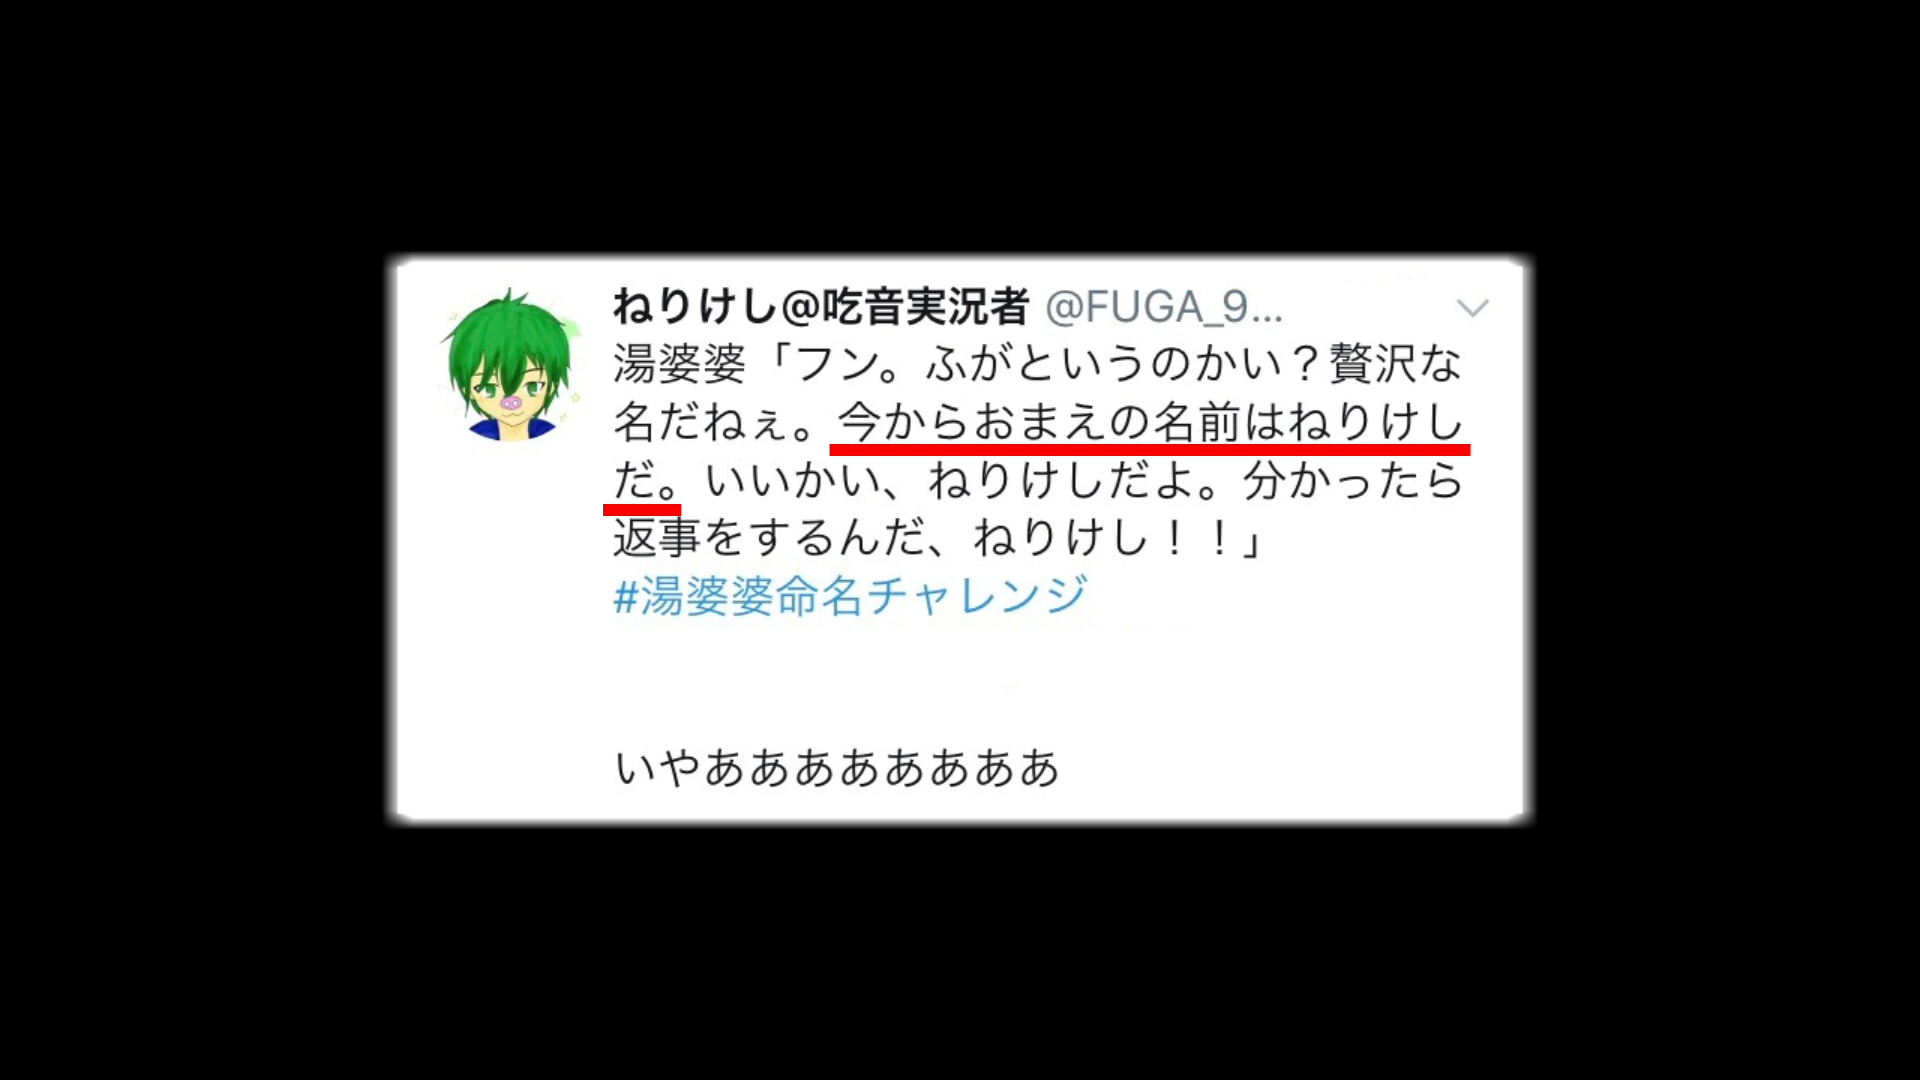 ねりけし@吃音実況者 @FUGA_9...
湯婆婆「フン。ふがというのかい？贅沢な
名だねぇ。今からおまえの名前はねりけし
だ。いいかい、ねりけしだよ。分かったら
返事をするんだ、ねりけし！！」
#湯婆婆命名チャレンジ
いやああああああああ